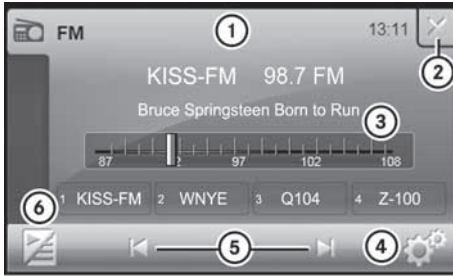 FM 1 13:11
2
KISS-FM 98.7 FM
Bruce Springsteen Born to Run
3
87 2 97 102 108
6
1 KISS-FM 2 WNYE 3 Q104 4 Z-100
5 4